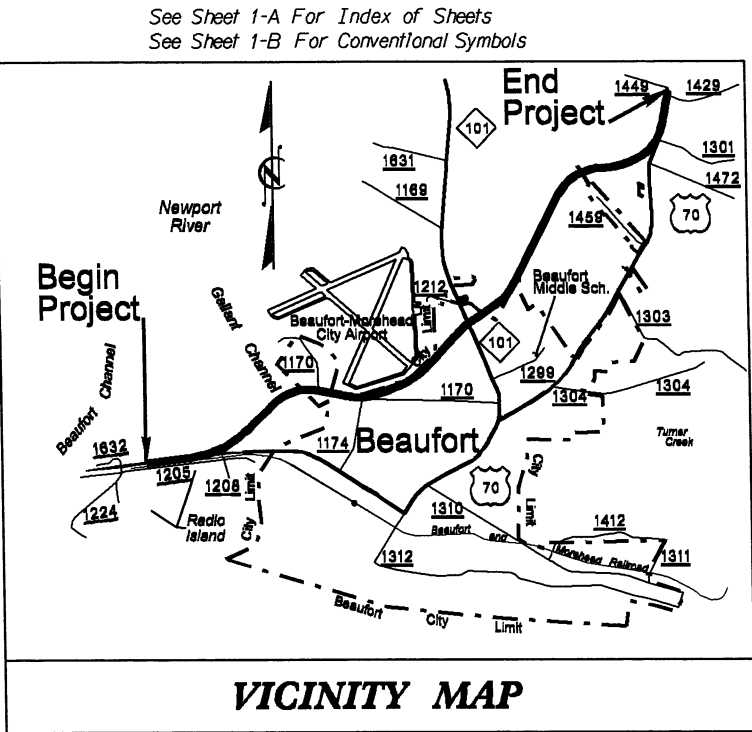 See Sheet 1-A For Index of Sheets
See Sheet 1-B For Conventional Symbols
End
Project
1449
1429
101
1631
1169
1301
1472
70
Newport
River
1459
Begin
Project
Gallant Channel
1212
Beaufort
Middle Sch.
Beaufort-Morehead
City Airport
City Limit
1303
101
Beaufort Channel
1170
1170
1299
1304
1304
1174
Beaufort
Turner
Creek
1632
1205
1208
City Limit
70
City Limit
1224
Radio
Island
1310
Beaufort and Morehead Railroad
1412
1312
1311
Beaufort City Limit
VICINITY MAP